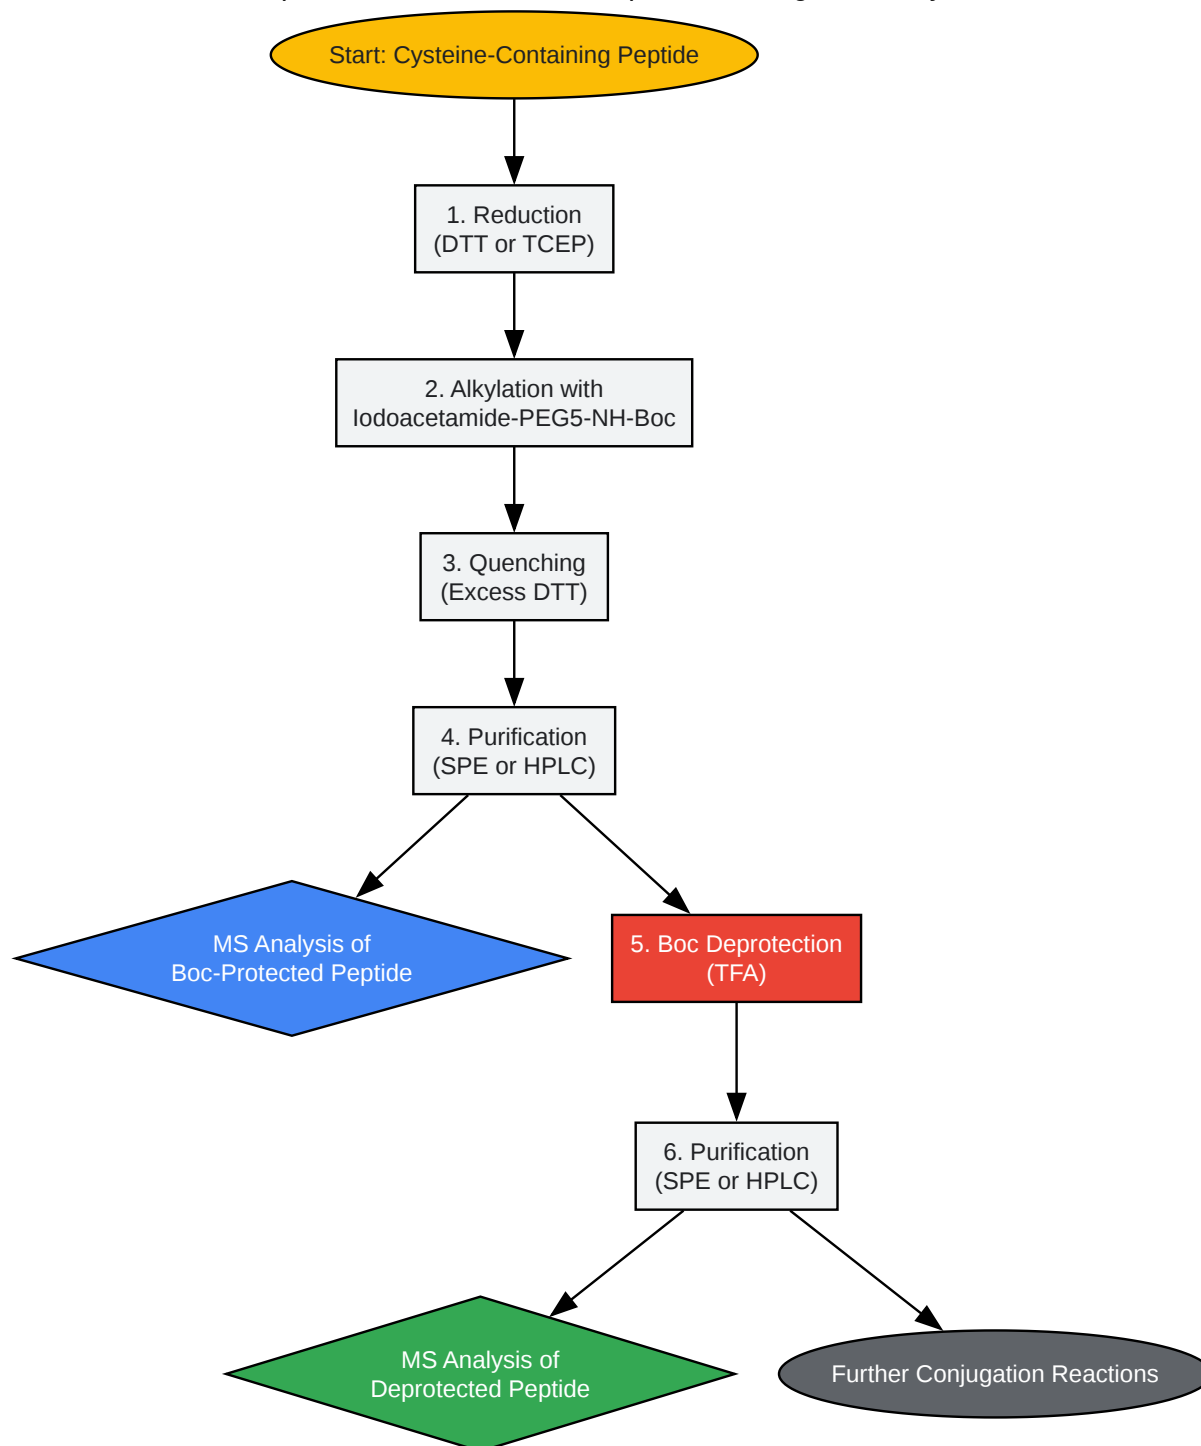 Start: Cysteine-Containing Peptide
1. Reduction
(DTT or TCEP)
2. Alkylation with
Iodoacetamide-PEG5-NH-Boc
3. Quenching
(Excess DTT)
4. Purification
(SPE or HPLC)
MS Analysis of
Boc-Protected Peptide
5. Boc Deprotection
(TFA)
6. Purification
(SPE or HPLC)
MS Analysis of
Deprotected Peptide
Further Conjugation Reactions